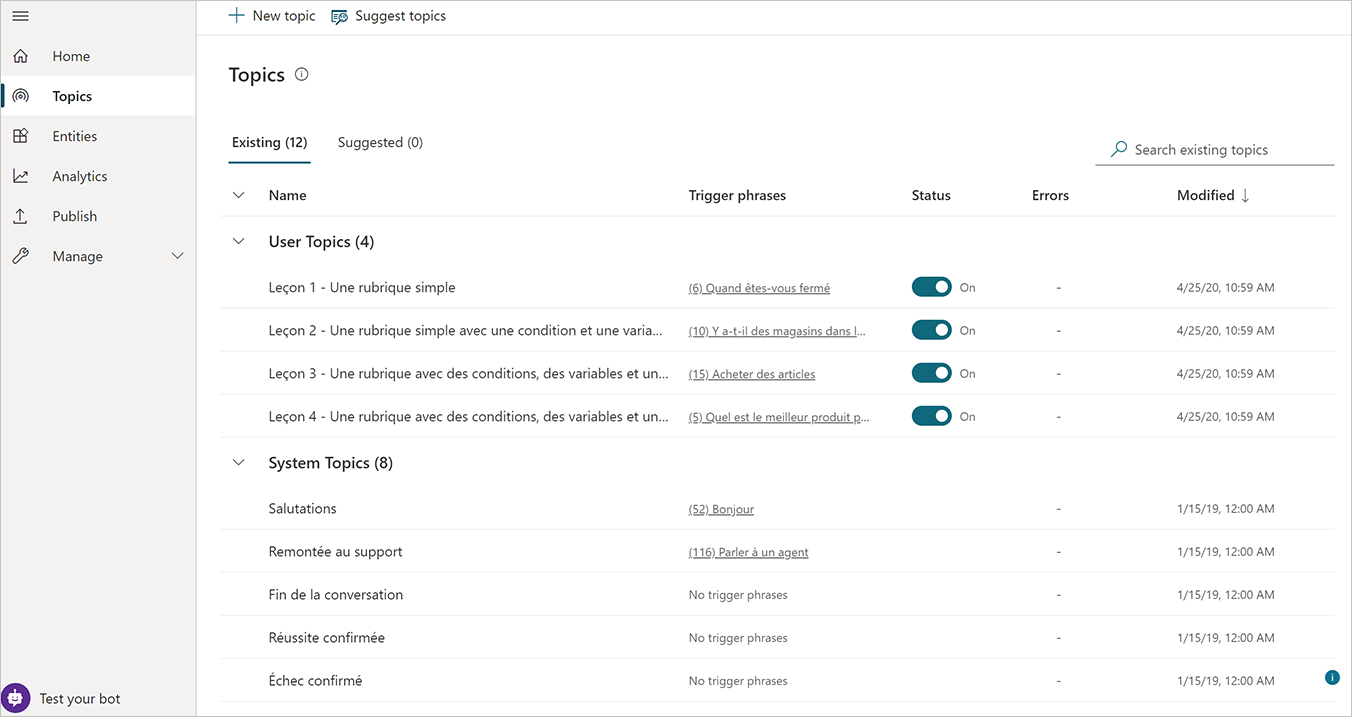 New topic Suggest topics
Home
Topics
Entities
Analytics
Publish
Manage
Test your bot
Topics
Existing (12) Suggested (0) Search existing topics
Name Trigger phrases Status Errors Modified ↓
User Topics (4)
Leçon 1 - Une rubrique simple (6) Quand êtes-vous fermé On - 4/25/20, 10:59 AM
Leçon 2 - Une rubrique simple avec une condition et une varia... (10) Y a-t-il des magasins dans l... On - 4/25/20, 10:59 AM
Leçon 3 - Une rubrique avec des conditions, des variables et un... (15) Acheter des articles On - 4/25/20, 10:59 AM
Leçon 4 - Une rubrique avec des conditions, des variables et un... (5) Quel est le meilleur produit p... On - 4/25/20, 10:59 AM
System Topics (8)
Salutations (52) Bonjour - 1/15/19, 12:00 AM
Remontée au support (116) Parler à un agent - 1/15/19, 12:00 AM
Fin de la conversation No trigger phrases - 1/15/19, 12:00 AM
Réussite confirmée No trigger phrases - 1/15/19, 12:00 AM
Échec confirmé No trigger phrases - 1/15/19, 12:00 AM